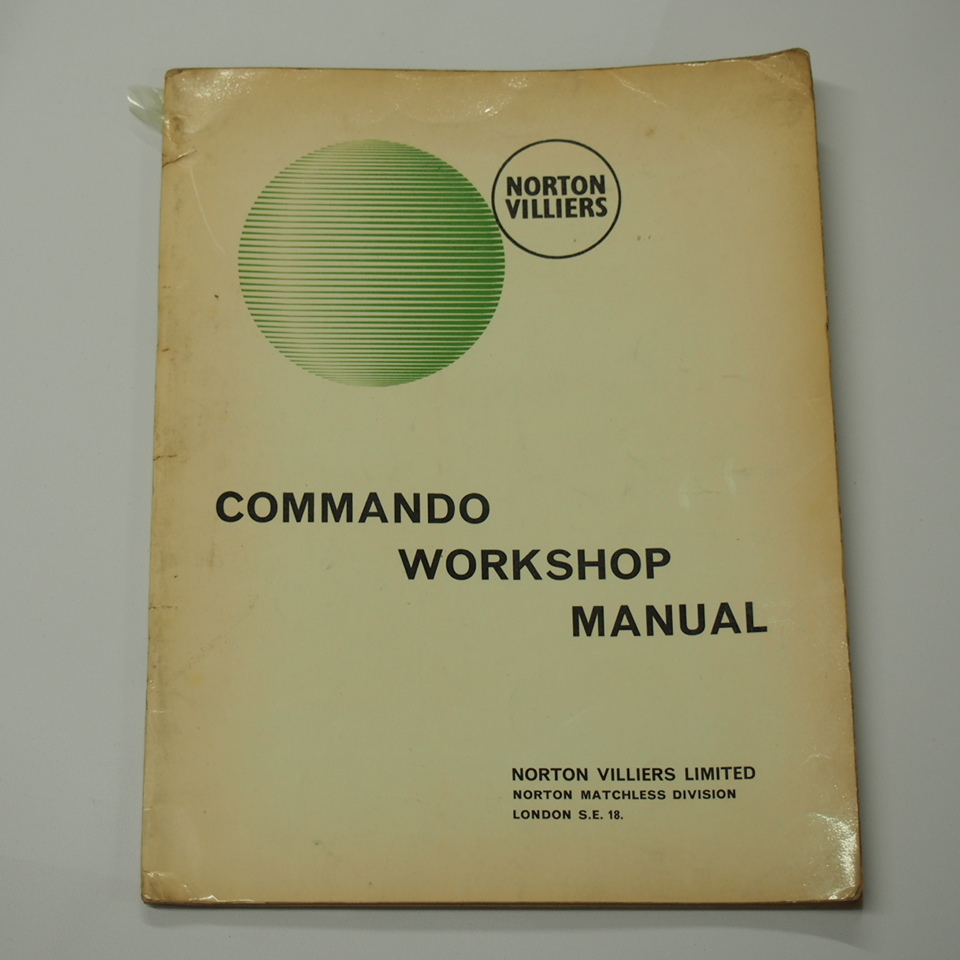 NORTON
VILLIERS
COMMANDO
WORKSHOP
MANUAL
NORTON VILLIERS LIMITED
NORTON MATCHLESS DIVISION
LONDON S.E. 18.